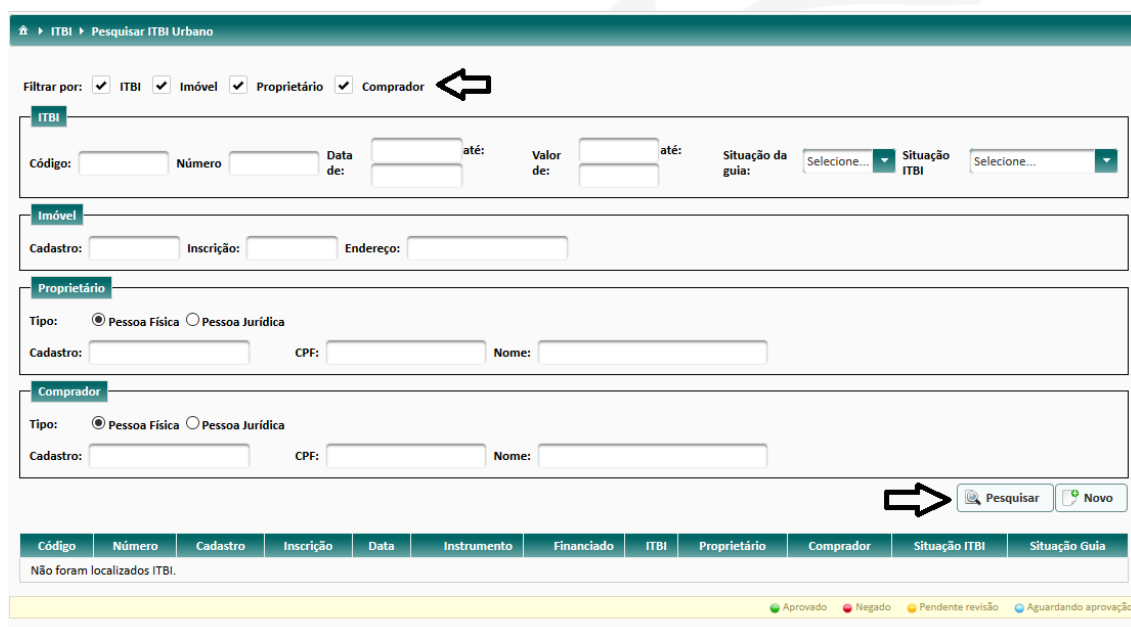 ITBI Pesquisar ITBI Urbano
Filtrar por: ITBI Imóvel Proprietário Comprador
ITBI
Código: Número Data de: até: Valor de: até: Situação da guia: Selecione... Situação ITBI Selecione...
Imóvel
Cadastro: Inscrição: Endereço:
Proprietário
Tipo: Pessoa Física Pessoa Jurídica
Cadastro: CPF: Nome:
Comprador
Tipo: Pessoa Física Pessoa Jurídica
Cadastro: CPF: Nome:
Pesquisar Novo
Código Número Cadastro Inscrição Data Instrumento Financiado ITBI Proprietário Comprador Situação ITBI Situação Guia
Não foram localizados ITBI.
Aprovado Negado Pendente revisão Aguardando aprovação